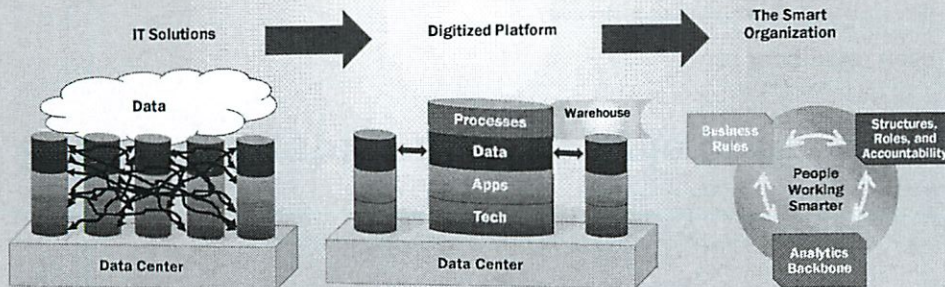 IT Solutions
Digitized Platform
The Smart
Organization
Data
Data Center
Processes
Warehouse
Data
Apps
Tech
Data Center
Business
Rules
Structures,
Roles, and
Accountability
People
Working
Smarter
Analytics
Backbone